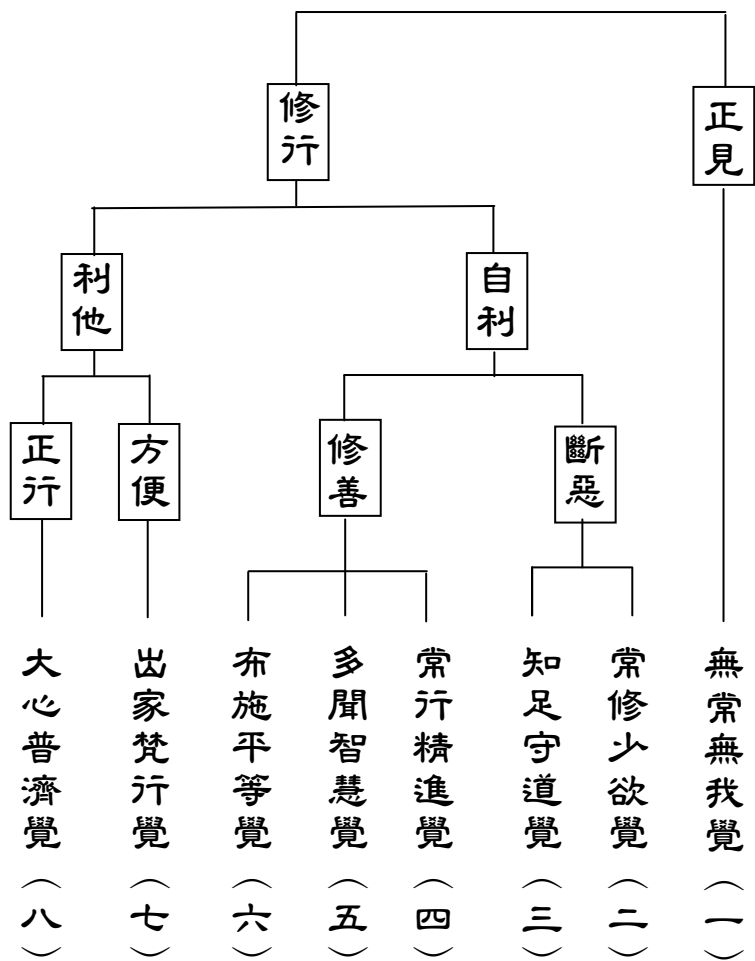 正見
修行
自利
利他
斷惡
修善
方便
正行
無常無我覺（一）
常修少欲覺（二）
知足守道覺（三）
常行精進覺（四）
多聞智慧覺（五）
布施平等覺（六）
出家梵行覺（七）
大心普濟覺（八）